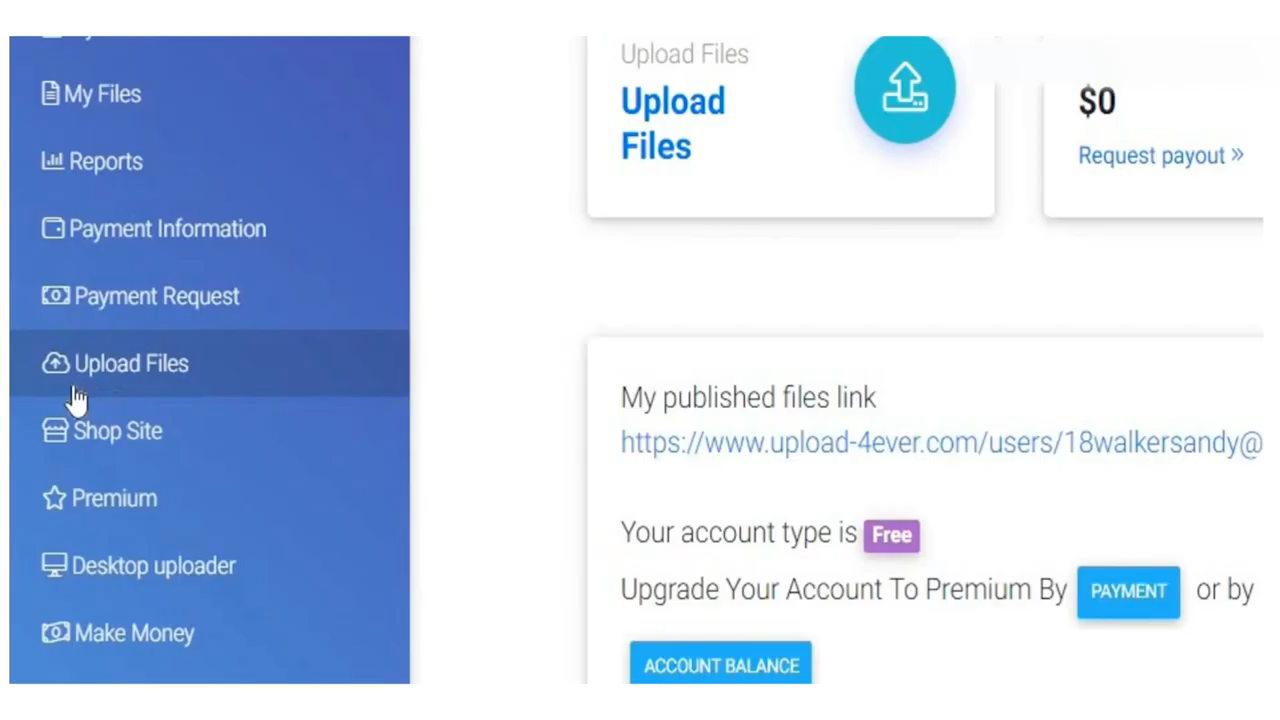 My Files
Reports
Payment Information
Payment Request
Upload Files
Shop Site
Premium
Desktop uploader
Make Money
Upload Files
Upload
Files
$0
Request payout »
My published files link
https://www.upload-4ever.com/users/18walkersandy@
Your account type is Free
Upgrade Your Account To Premium By PAYMENT or by
ACCOUNT BALANCE